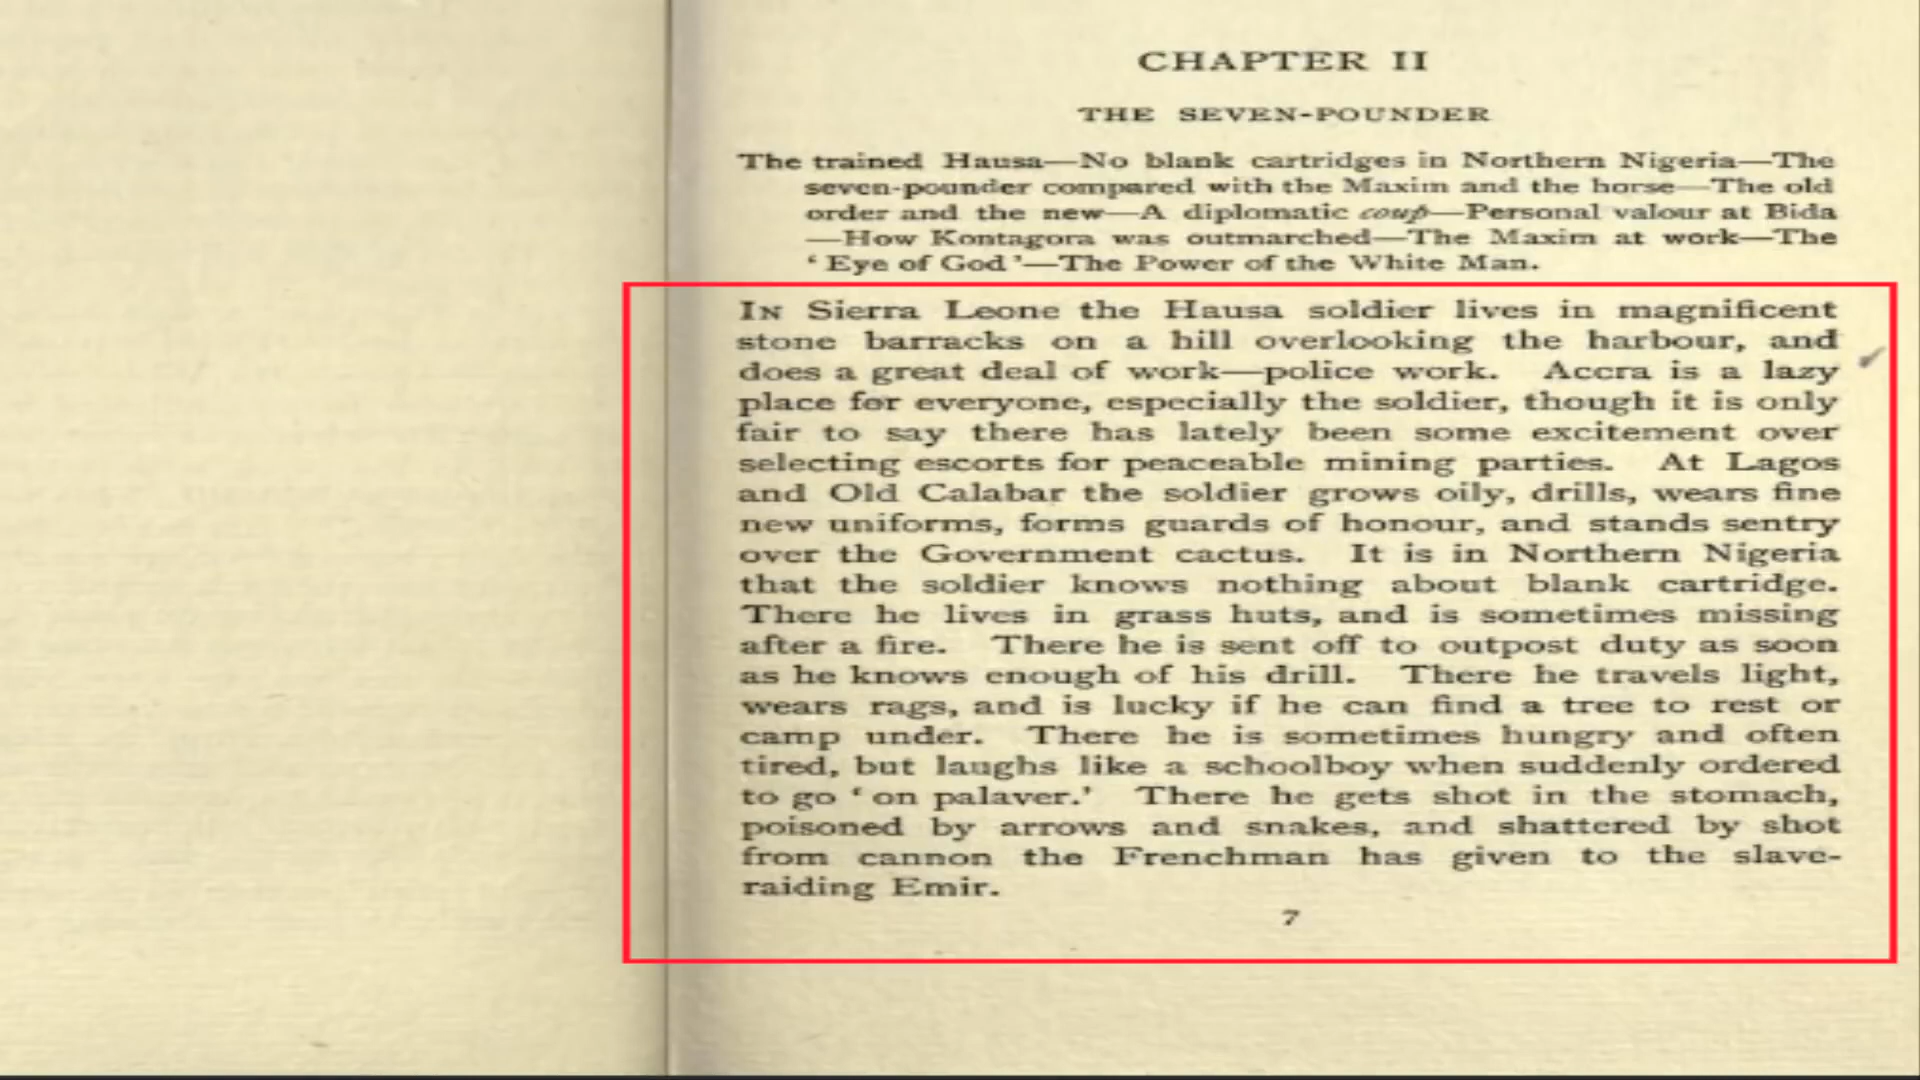 CHAPTER II
THE SEVEN-POUNDER
The trained Hausa—No blank cartridges in Northern Nigeria—The
seven-pounder compared with the Maxim and the horse—The old
order and the new—A diplomatic coup—Personal valour at Bida
—How Kontagora was outmarched—The Maxim at work—The
‘Eye of God’—The Power of the White Man.
IN Sierra Leone the Hausa soldier lives in magnificent
stone barracks on a hill overlooking the harbour, and
does a great deal of work—police work. Accra is a lazy
place for everyone, especially the soldier, though it is only
fair to say there has lately been some excitement over
selecting escorts for peaceable mining parties. At Lagos
and Old Calabar the soldier grows oily, drills, wears fine
new uniforms, forms guards of honour, and stands sentry
over the Government cactus. It is in Northern Nigeria
that the soldier knows nothing about blank cartridge.
There he lives in grass huts, and is sometimes missing
after a fire. There he is sent off to outpost duty as soon
as he knows enough of his drill. There he travels light,
wears rags, and is lucky if he can find a tree to rest or
camp under. There he is sometimes hungry and often
tired, but laughs like a schoolboy when suddenly ordered
to go ‘on palaver.’ There he gets shot in the stomach,
poisoned by arrows and snakes, and shattered by shot
from cannon the Frenchman has given to the slave-
raiding Emir.
7